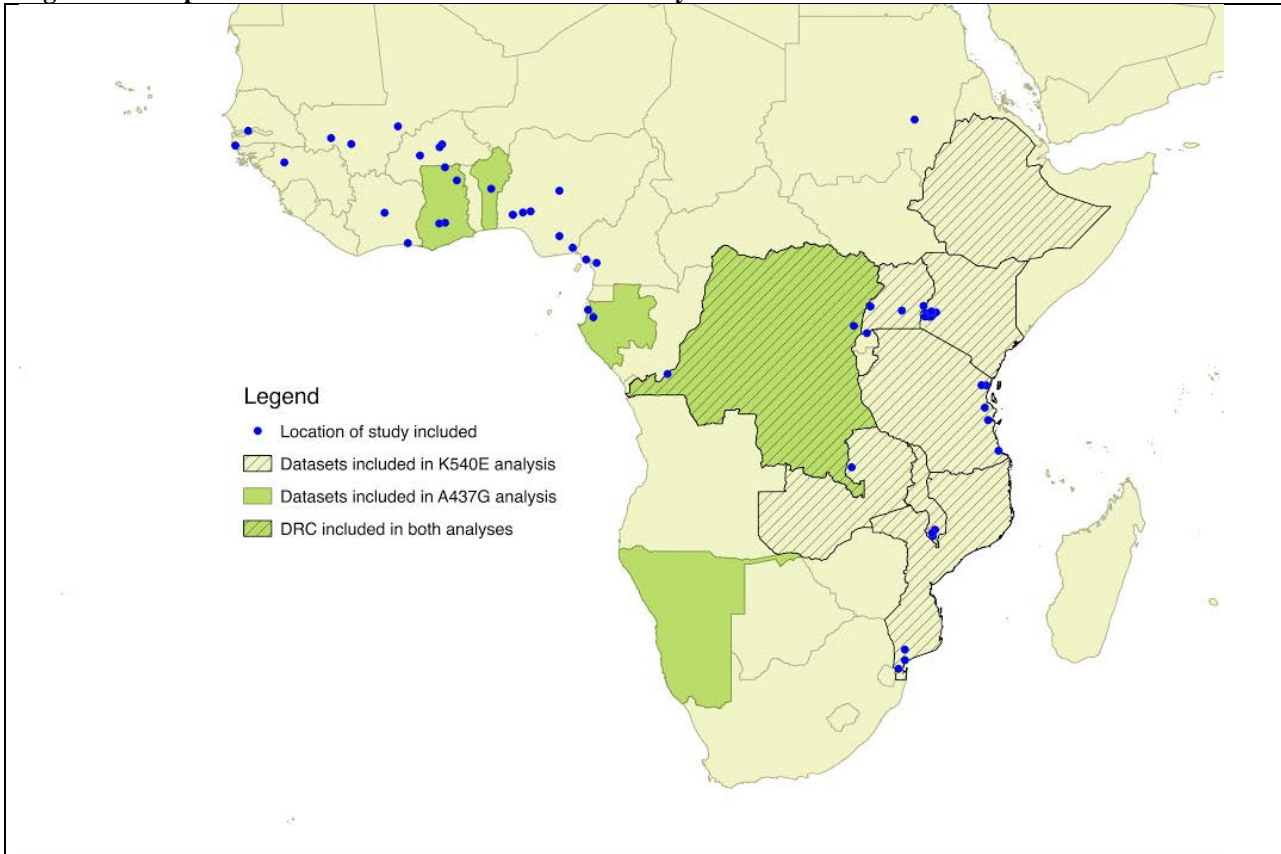 Legend
Location of study included
Datasets included in K540E analysis
Datasets included in A437G analysis
DRC included in both analyses